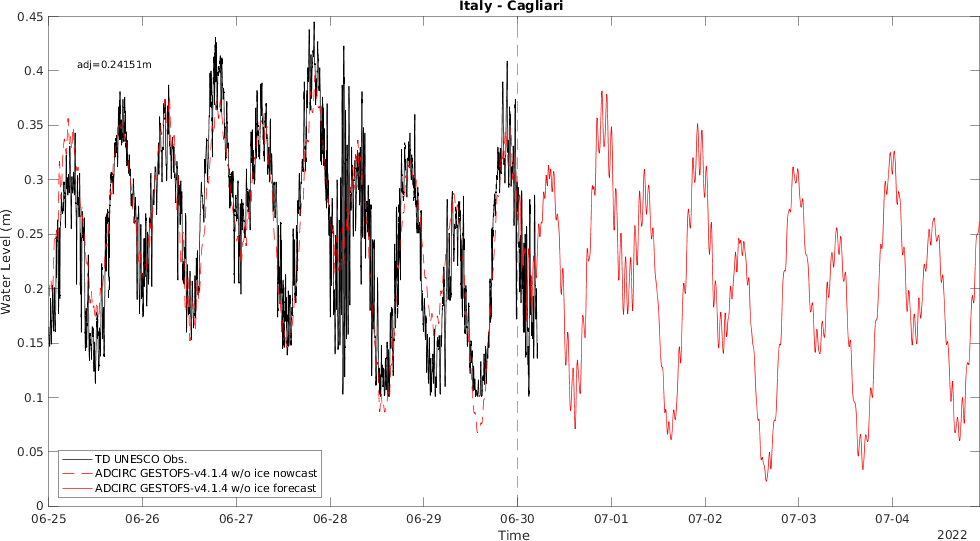 Italy - Cagliari
adj=0.24151m
Water Level (m)
0.45
0.4
0.35
0.3
0.25
0.2
0.15
0.1
0.05
0
TD UNESCO Obs.
ADCIRC GESTOFS-v4.1.4 w/o ice nowcast
ADCIRC GESTOFS-v4.1.4 w/o ice forecast
06-25 06-26 06-27 06-28 06-29 06-30 07-01 07-02 07-03 07-04
Time
2022